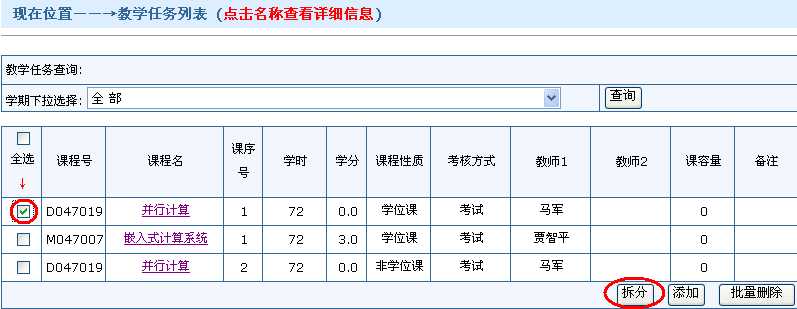 现在位置——→教学任务列表（点击名称查看详细信息）
教学任务查询：
学期下拉选择：全 部 查询
全选 ↓ 课程号 课程名 课序号 学时 学分 课程性质 考核方式 教师1 教师2 课容量 备注
D047019 并行计算 1 72 0.0 学位课 考试 马军 0
M047007 嵌入式计算系统 1 72 3.0 学位课 考试 贾智平 0
D047019 并行计算 2 72 0.0 非学位课 考试 马军 0
拆分 添加 批量删除